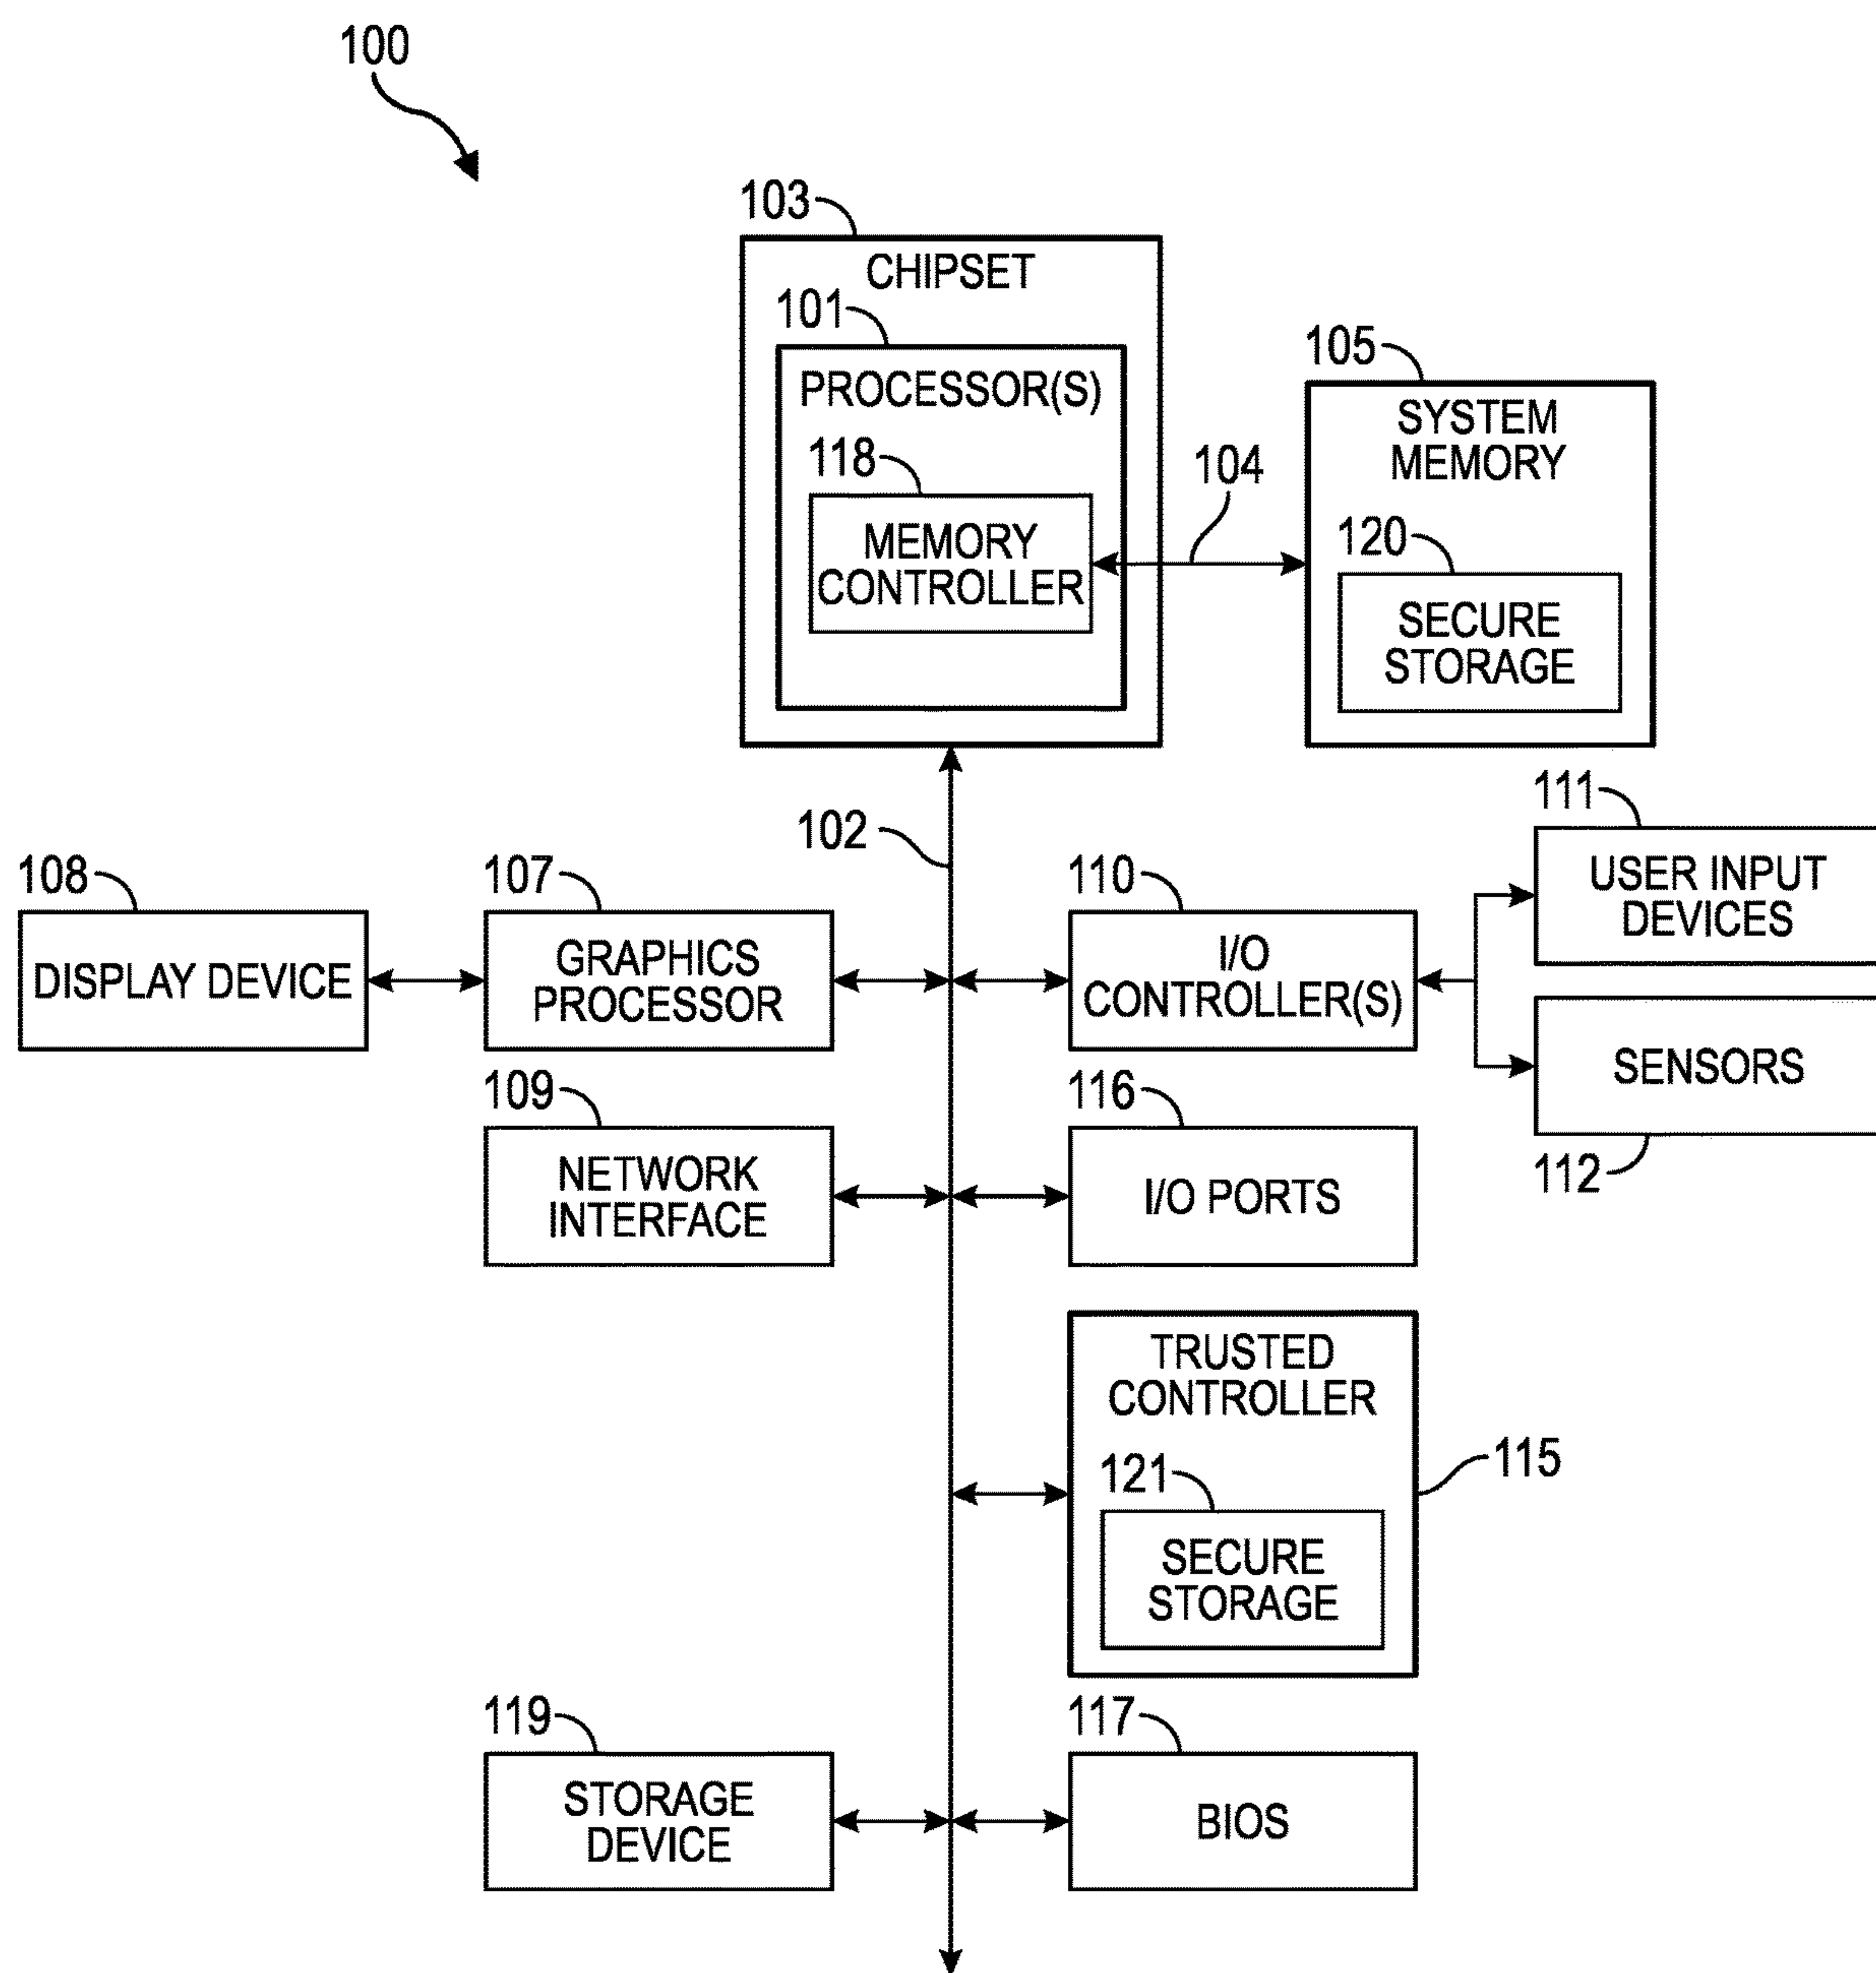 100
103
CHIPSET
101
PROCESSOR(S)
118
MEMORY
CONTROLLER
104
105
SYSTEM
MEMORY
120
SECURE
STORAGE
102
108
DISPLAY DEVICE
107
GRAPHICS
PROCESSOR
110
I/O
CONTROLLER(S)
111
USER INPUT
DEVICES
SENSORS
112
109
NETWORK
INTERFACE
116
I/O PORTS
TRUSTED
CONTROLLER
115
121
SECURE
STORAGE
119
STORAGE
DEVICE
117
BIOS